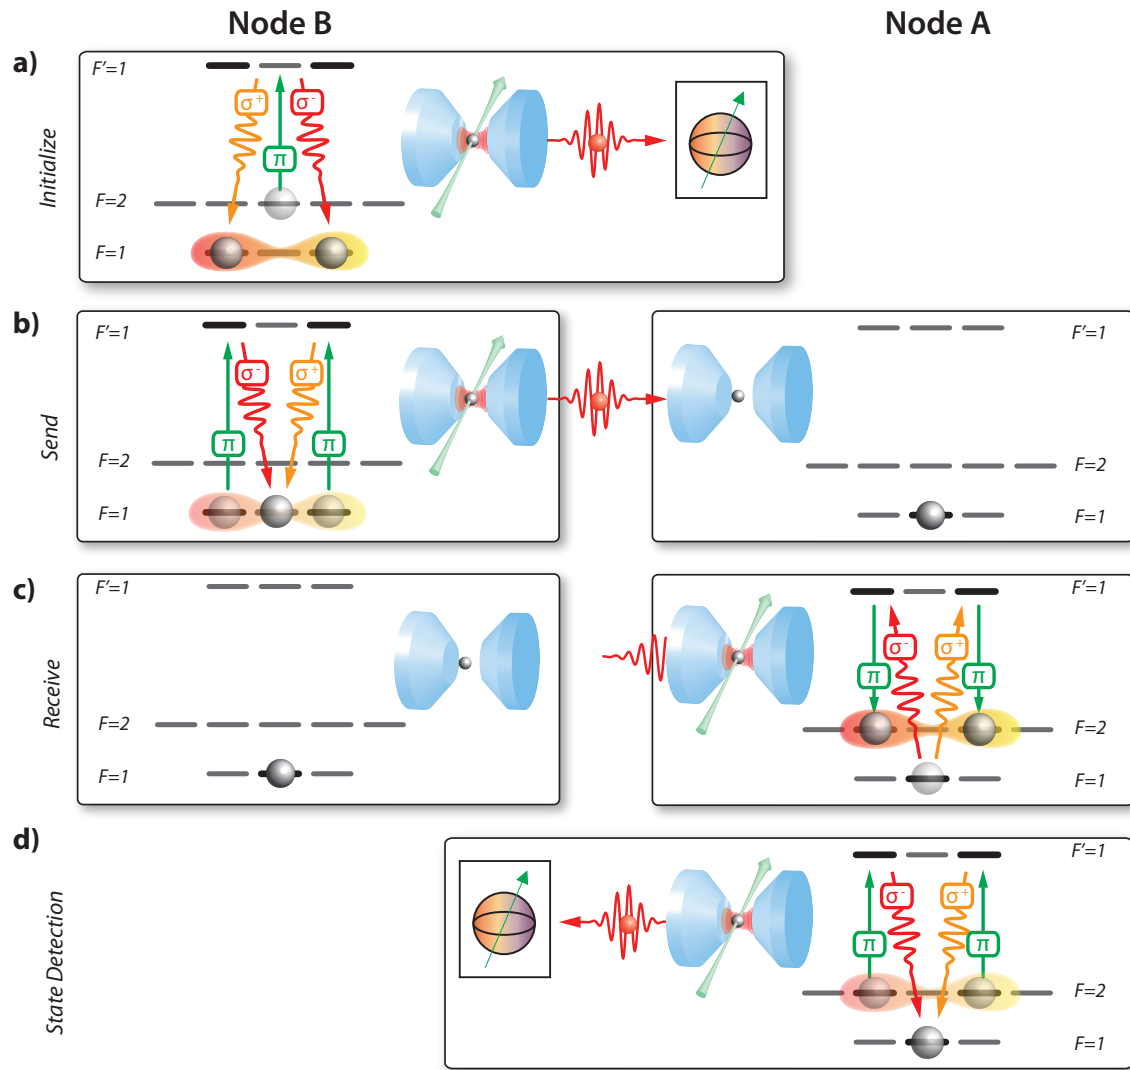 Node B
Node A
a)
F'=1
σ+
σ-
π
F=2
F=1
Initialize
b)
F'=1
F'=1
σ-
σ+
π
π
F=2
F=2
F=1
F=1
Send
c)
F'=1
F'=1
σ-
σ+
π
π
F=2
F=2
F=1
F=1
Receive
d)
F'=1
σ-
σ+
π
π
F=2
F=1
State Detection